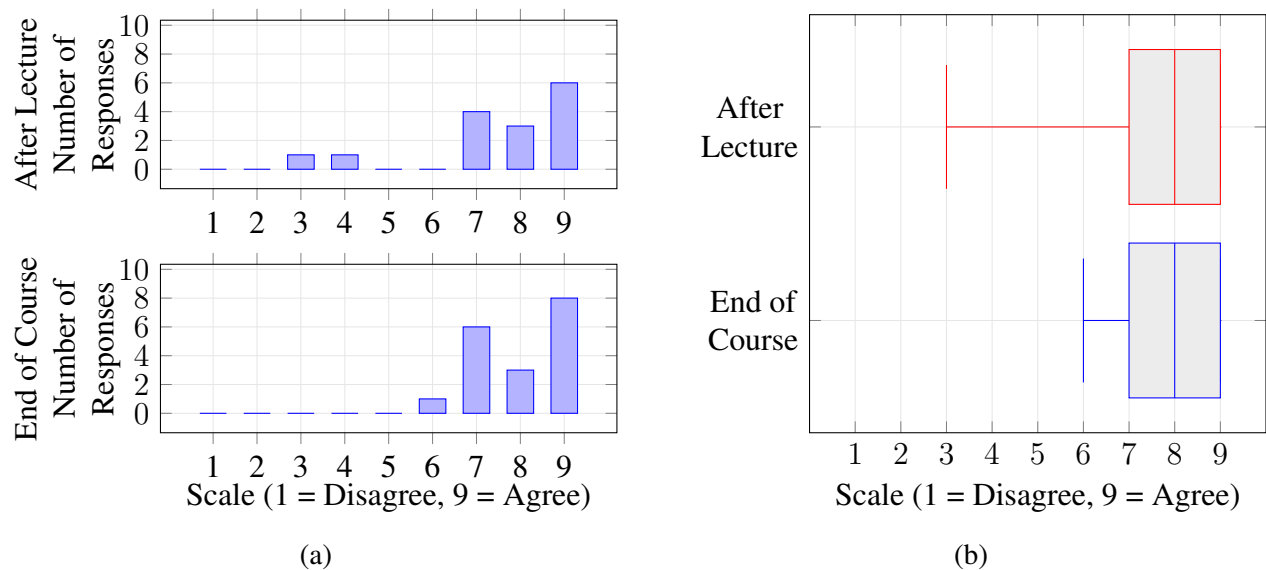 After Lecture
Number of
Responses
10
8
6
4
2
0
1 2 3 4 5 6 7 8 9
End of Course
Number of
Responses
10
8
6
4
2
0
1 2 3 4 5 6 7 8 9
Scale (1 = Disagree, 9 = Agree)
(a)
After
Lecture
End of
Course
1 2 3 4 5 6 7 8 9
Scale (1 = Disagree, 9 = Agree)
(b)